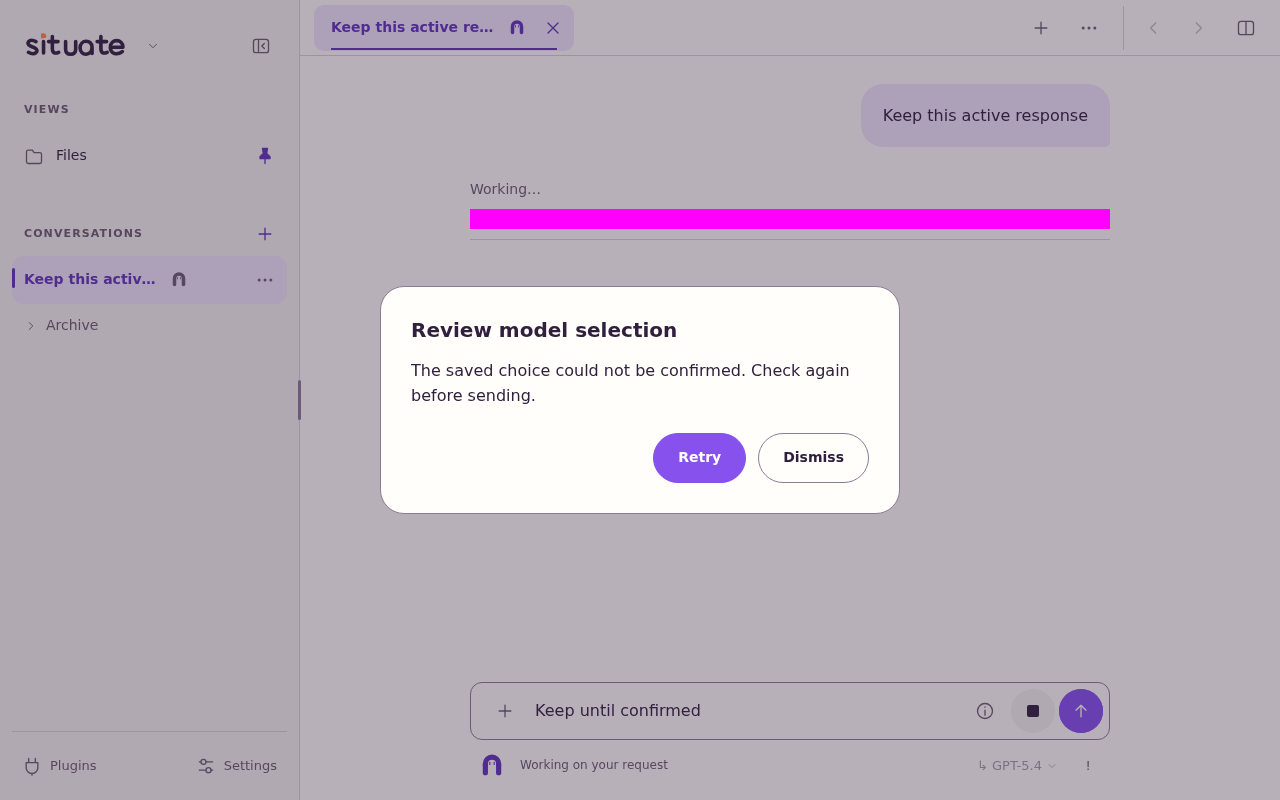 situate
VIEWS
Files
CONVERSATIONS
Keep this activ...
Archive
Plugins
Settings
Keep this active re...
Keep this active response
Working...
Review model selection
The saved choice could not be confirmed. Check again
before sending.
Retry
Dismiss
Keep until confirmed
Working on your request
↳ GPT-5.4
!